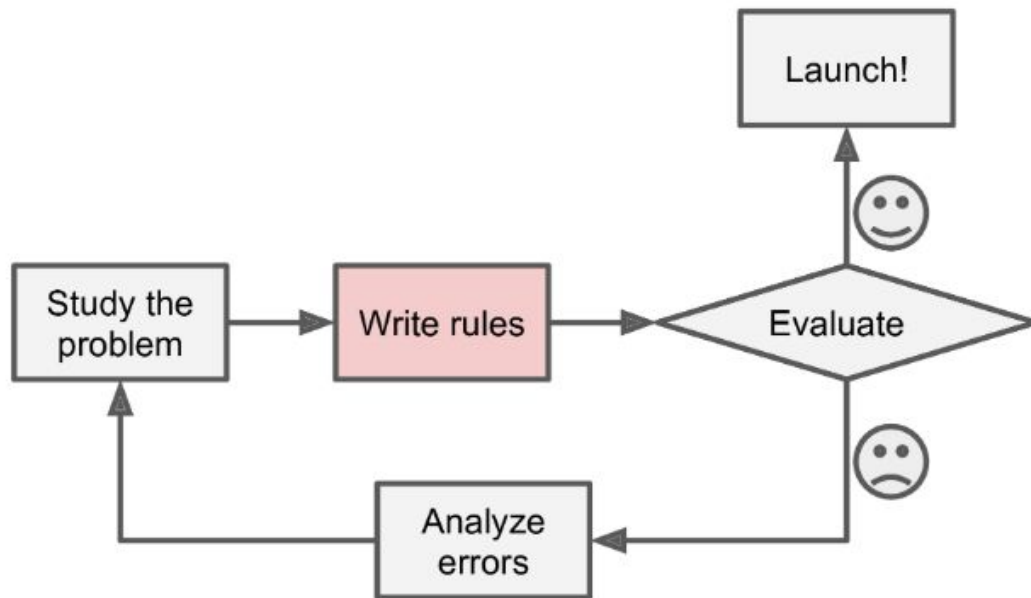 Launch!
Study the
problem
Write rules
Evaluate
Analyze
errors